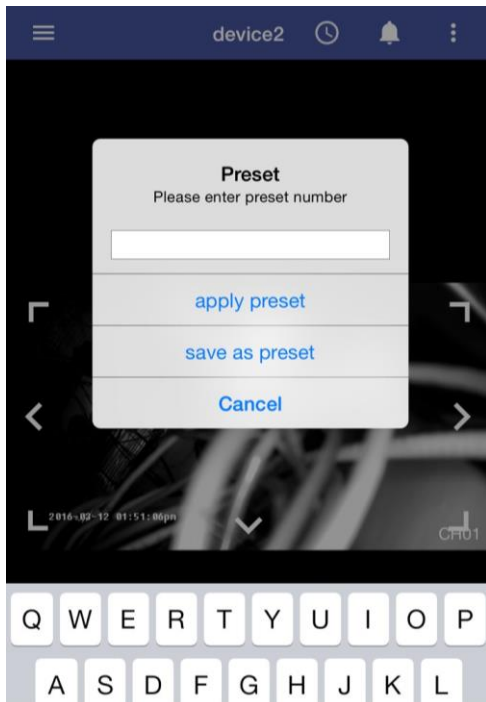 device2
Preset
Please enter preset number
apply preset
save as preset
Cancel
2016-02-12 01:51:06pm
CH01
Q W E R T Y U I O P
A S D F G H J K L